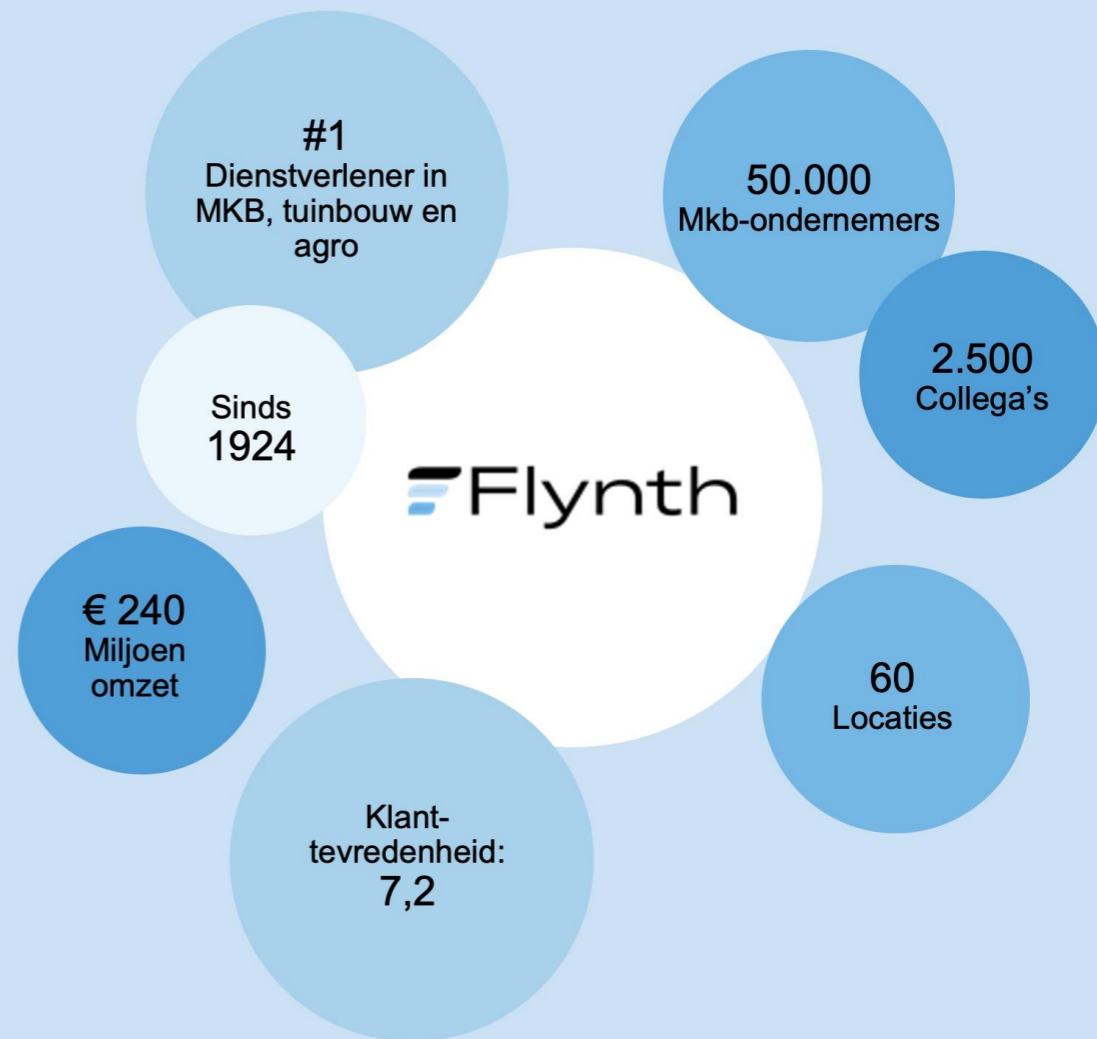 #1
Dienstverlener in
MKB, tuinbouw en
agro
50.000
Mkb-ondernemers
2.500
Collega's
Sinds
1924
Flynth
€ 240
Miljoen
omzet
60
Locaties
Klant-
tevredenheid:
7,2